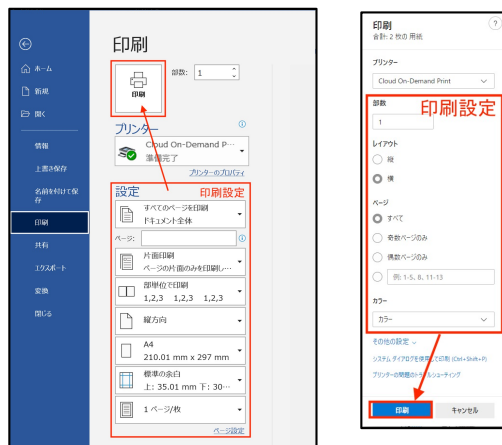 ホーム
新規
開く
情報
上書き保存
名前を付けて保
存
印刷
共有
エクスポート
変換
閉じる
印刷
印刷
部数: 1
プリンター
Cloud On-Demand P…
準備完了
プリンターのプロパティ
設定 印刷設定
すべてのページを印刷
ドキュメント全体
ページ:
片面印刷
ページの片面のみを印刷し…
部単位で印刷
1,2,3 1,2,3 1,2,3
縦方向
A4
210.01 mm x 297 mm
標準の余白
上: 35.01 mm 下: 30…
1 ページ/枚
ページ設定
印刷
?
合計: 2 枚の 用紙
プリンター
Cloud On-Demand Print
部数 印刷設定
1
レイアウト
縦
横
ページ
すべて
奇数ページのみ
偶数ページのみ
例: 1-5, 8, 11-13
カラー
カラー
その他の設定
システム ダイアログを使用して印刷 (Ctrl+Shift+P)
プリンターの問題のトラブルシューティング
印刷 キャンセル